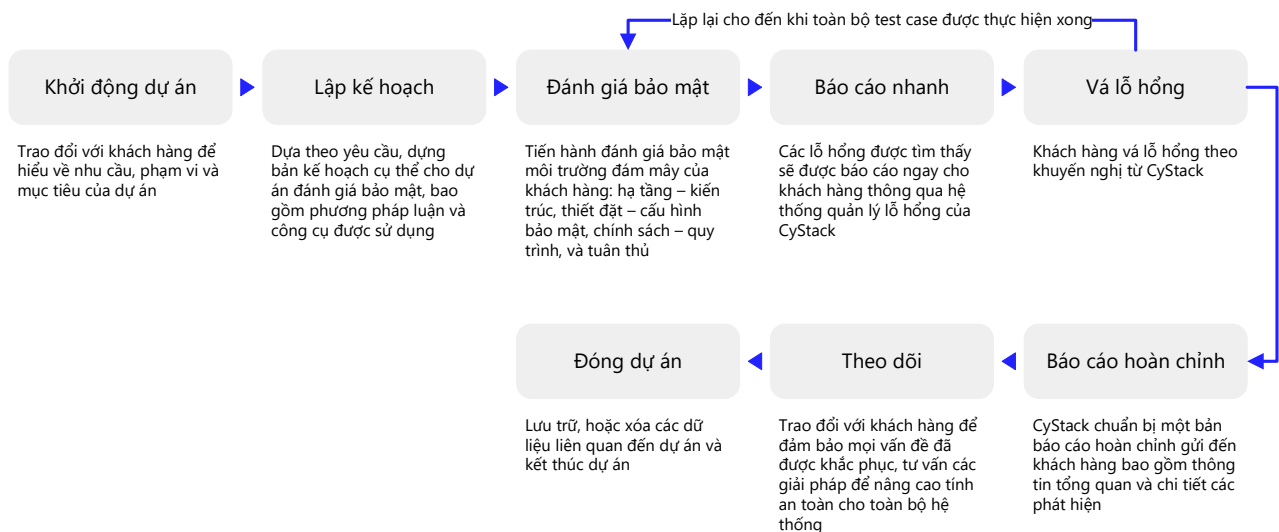 Lặp lại cho đến khi toàn bộ test case được thực hiện xong
Khởi động dự án
Lập kế hoạch
Đánh giá bảo mật
Báo cáo nhanh
Vá lỗ hổng
Trao đổi với khách hàng để
hiểu về nhu cầu, phạm vi và
mục tiêu của dự án
Dựa theo yêu cầu, dựng
bản kế hoạch cụ thể cho dự
án đánh giá bảo mật, bao
gồm phương pháp luận và
công cụ được sử dụng
Tiến hành đánh giá bảo mật
môi trường đám mây của
khách hàng: hạ tầng – kiến
trúc, thiết đặt – cấu hình
bảo mật, chính sách – quy
trình, và tuân thủ
Các lỗ hổng được tìm thấy
sẽ được báo cáo ngay cho
khách hàng thông qua hệ
thống quản lý lỗ hổng của
CyStack
Khách hàng vá lỗ hổng theo
khuyến nghị từ CyStack
Đóng dự án
Theo dõi
Báo cáo hoàn chỉnh
Lưu trữ, hoặc xóa các dữ
liệu liên quan đến dự án và
kết thúc dự án
Trao đổi với khách hàng để
đảm bảo mọi vấn đề đã
được khắc phục, tư vấn các
giải pháp để nâng cao tính
an toàn cho toàn bộ hệ
thống
CyStack chuẩn bị một bản
báo cáo hoàn chỉnh gửi đến
khách hàng bao gồm thông
tin tổng quan và chi tiết các
phát hiện